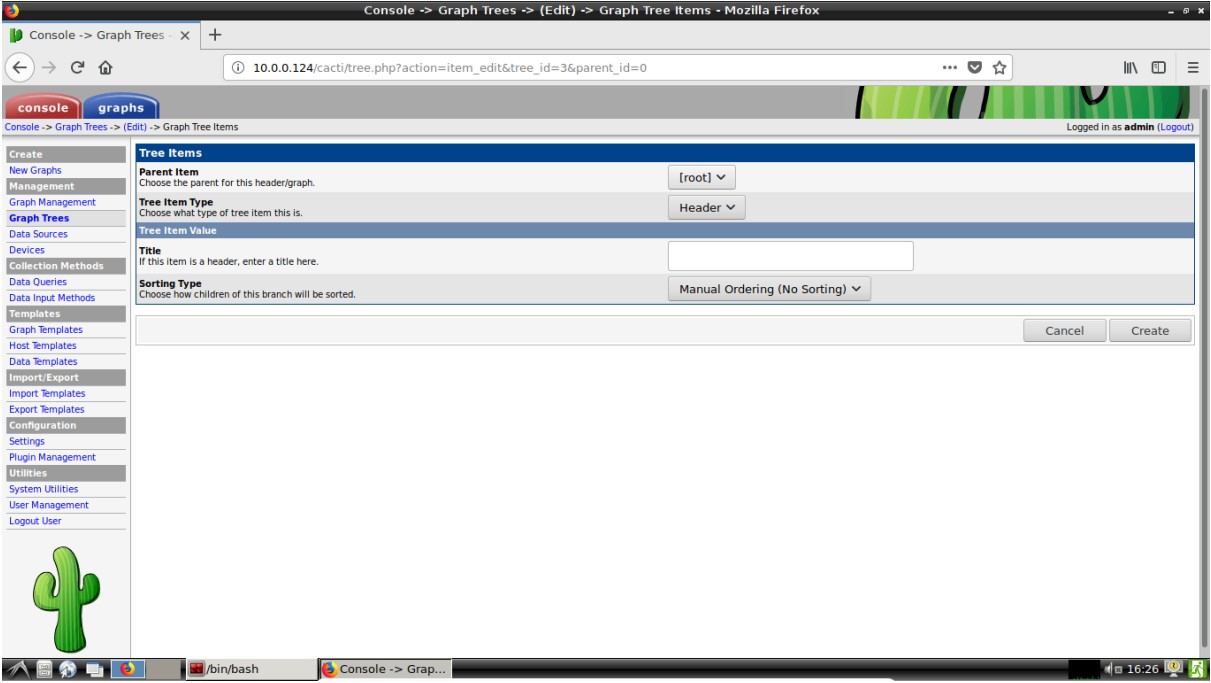 Console -> Graph Trees -> (Edit) -> Graph Tree Items - Mozilla Firefox
Console -> Graph Trees -
10.0.0.124/cacti/tree.php?action=item_edit&tree_id=3&parent_id=0
console graphs
Console -> Graph Trees -> (Edit) -> Graph Tree Items Logged in as admin (Logout)
Create
New Graphs
Management
Graph Management
Graph Trees
Data Sources
Devices
Collection Methods
Data Queries
Data Input Methods
Templates
Graph Templates
Host Templates
Data Templates
Import/Export
Import Templates
Export Templates
Configuration
Settings
Plugin Management
Utilities
System Utilities
User Management
Logout User
Tree Items
Parent Item
Choose the parent for this header/graph.
[root]
Tree Item Type
Choose what type of tree item this is.
Header
Tree Item Value
Title
If this item is a header, enter a title here.
Sorting Type
Choose how children of this branch will be sorted.
Manual Ordering (No Sorting)
Cancel Create
/bin/bash Console -> Grap... 16:26